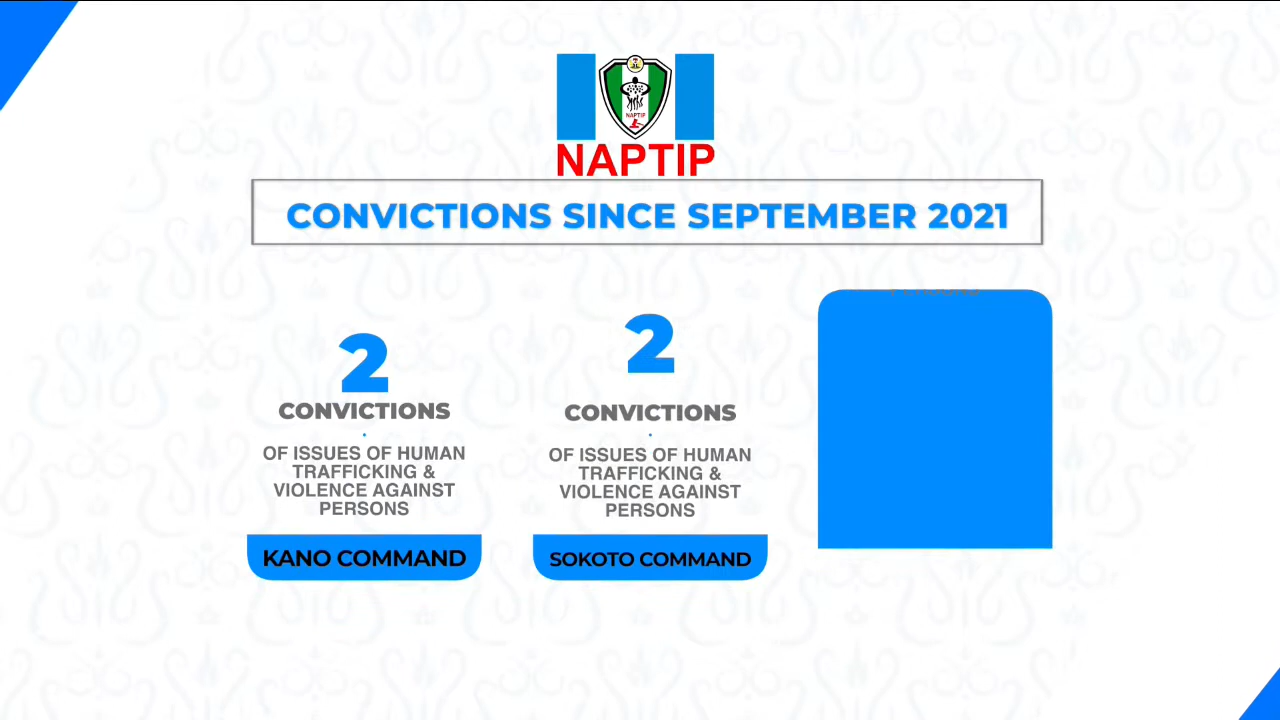 NAPTIP
NAPTIP
CONVICTIONS SINCE SEPTEMBER 2021
2
CONVICTIONS
OF ISSUES OF HUMAN
TRAFFICKING &
VIOLENCE AGAINST
PERSONS
KANO COMMAND
2
CONVICTIONS
OF ISSUES OF HUMAN
TRAFFICKING &
VIOLENCE AGAINST
PERSONS
SOKOTO COMMAND